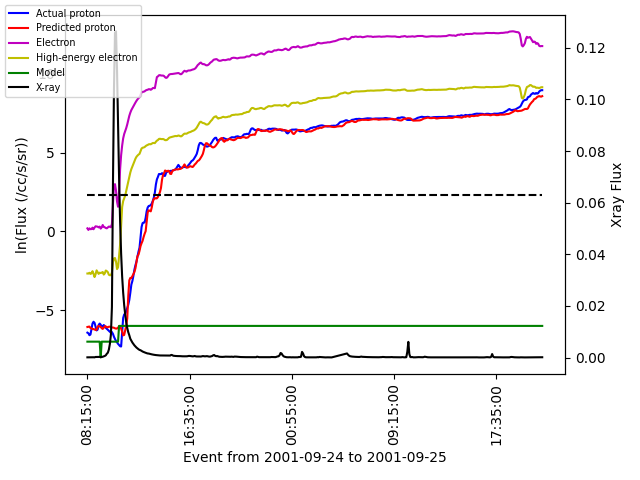 Actual proton
Predicted proton
Electron
High-energy electron
Model
X-ray
5
0
−5
ln(Flux (/cc/s/sr))
0.12
0.10
0.08
0.06
0.04
0.02
0.00
Xray Flux
08:15:00
16:35:00
00:55:00
09:15:00
17:35:00
Event from 2001-09-24 to 2001-09-25